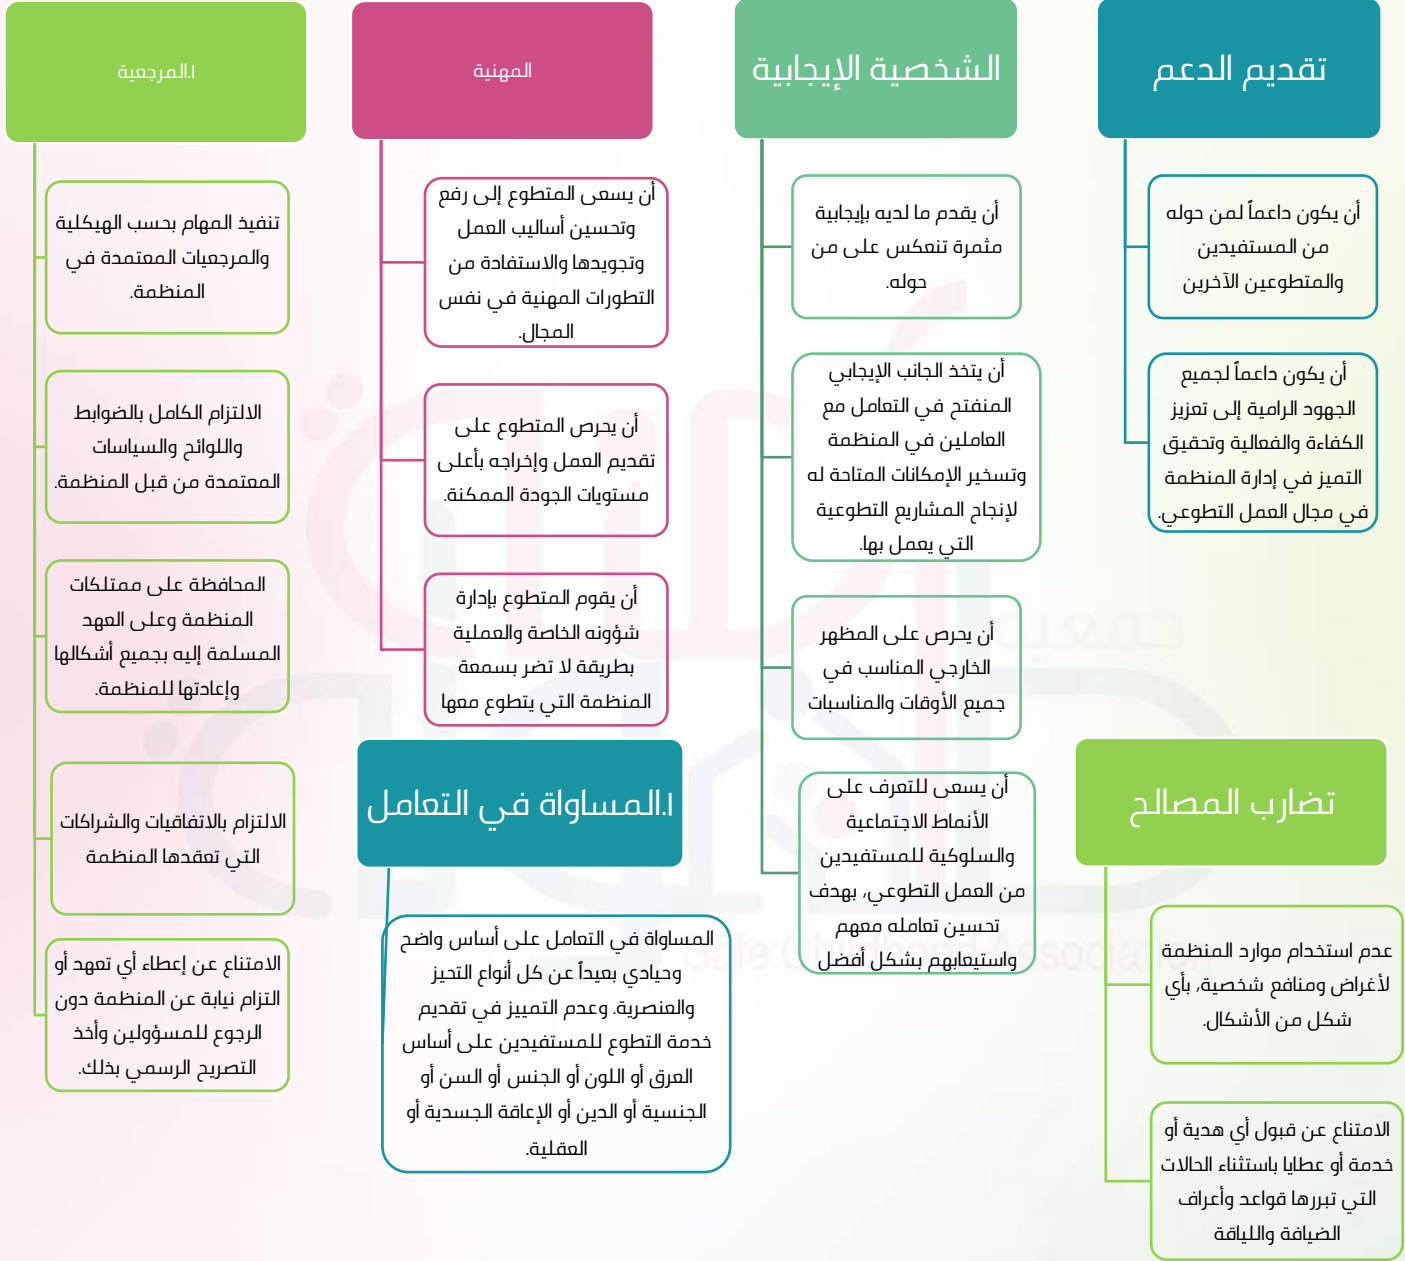 تقديم الدعم
أن يكون داعماً لمن حوله
من المستفيدين
والمتطوعين الآخرين
أن يكون داعماً لجميع
الجهود الرامية إلى تعزيز
الكفاءة والفعالية وتحقيق
التميز في إدارة المنظمة
في مجال العمل التطوعي.
الشخصية الإيجابية
أن يقدم ما لديه بإيجابية
مثمرة تنعكس على من
حوله.
أن يتخذ الجانب الإيجابي
المنفتح في التعامل مع
العاملين في المنظمة
وتسخير الإمكانات المتاحة له
لإنجاح المشاريع التطوعية
التي يعمل بها.
أن يحرص على المظهر
الخارجي المناسب في
جميع الأوقات والمناسبات
أن يسعى للتعرف على
الأنماط الاجتماعية
والسلوكية للمستفيدين
من العمل التطوعي، بهدف
تحسين تعامله معهم
واستيعابهم بشكل أفضل
المهنية
أن يسعى المتطوع إلى رفع
وتحسين أساليب العمل
وتجويدها والاستفادة من
التطورات المهنية في نفس
المجال.
أن يحرص المتطوع على
تقديم العمل وإخراجه بأعلى
مستويات الجودة الممكنة.
أن يقوم المتطوع بإدارة
شؤونه الخاصة والعملية
بطريقة لا تضر بسمعة
المنظمة التي يتطوع معها
١.المرجعية
تنفيذ المهام بحسب الهيكلية
والمرجعيات المعتمدة في
المنظمة.
الالتزام الكامل بالضوابط
واللوائح والسياسات
المعتمدة من قبل المنظمة.
المحافظة على ممتلكات
المنظمة وعلى العهد
المسلمة إليه بجميع أشكالها
وإعادتها للمنظمة.
الالتزام بالاتفاقيات والشراكات
التي تعقدها المنظمة
الامتناع عن إعطاء أي تعهد أو
التزام نيابة عن المنظمة دون
الرجوع للمسؤولين وأخذ
التصريح الرسمي بذلك.
تضارب المصالح
عدم استخدام موارد المنظمة
لأغراض ومنافع شخصية، بأي
شكل من الأشكال.
الامتناع عن قبول أي هدية أو
خدمة أو عطايا باستثناء الحالات
التي تبررها قواعد وأعراف
الضيافة واللياقة
١.المساواة في التعامل
المساواة في التعامل على أساس واضح
وحيادي بعيداً عن كل أنواع التحيز
والعنصرية. وعدم التمييز في تقديم
خدمة التطوع للمستفيدين على أساس
العرق أو اللون أو الجنس أو السن أو
الجنسية أو الدين أو الإعاقة الجسدية أو
العقلية.
جمعية
Safe Childhood Association